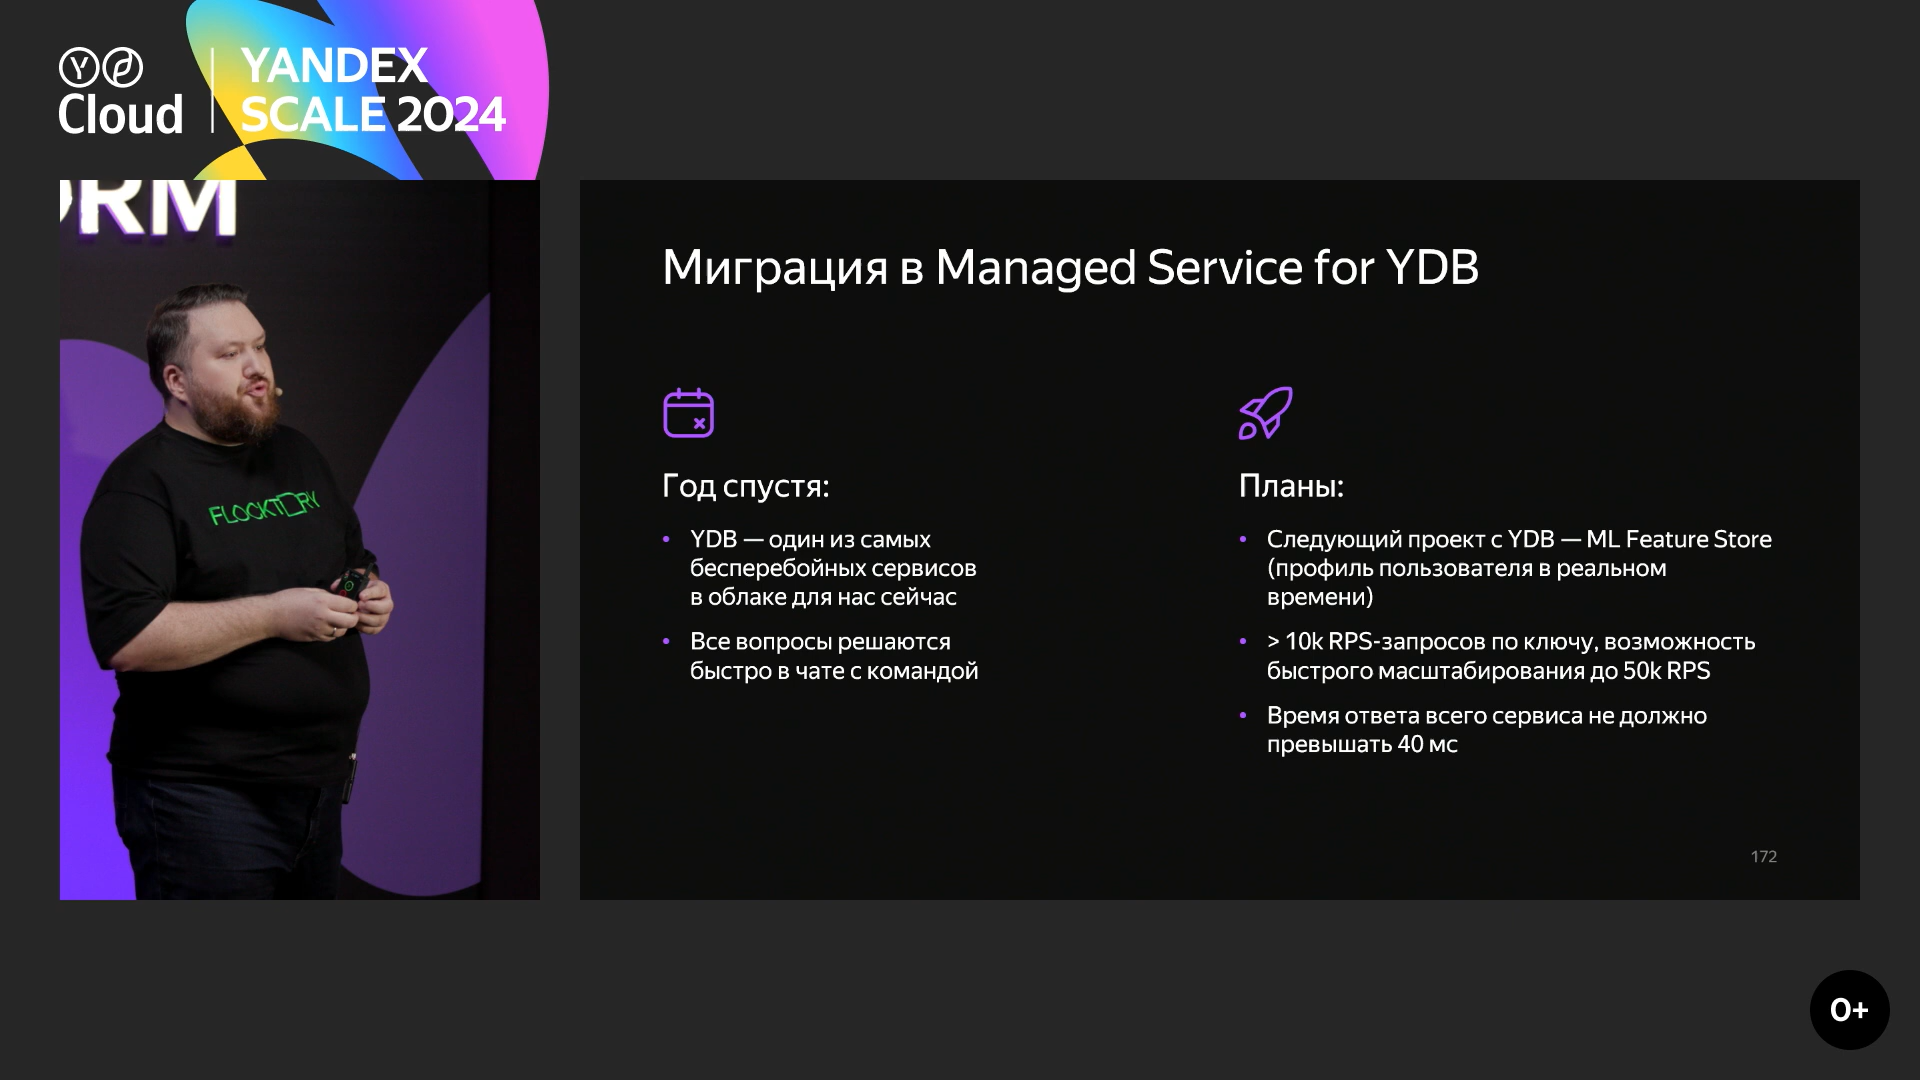 Cloud
YANDEX
SCALE 2024
ORM
FLOCKTORY
Миграция в Managed Service for YDB
Год спустя:
• YDB — один из самых
бесперебойных сервисов
в облаке для нас сейчас
• Все вопросы решаются
быстро в чате с командой
Планы:
• Следующий проект с YDB — ML Feature Store
(профиль пользователя в реальном
времени)
• > 10k RPS-запросов по ключу, возможность
быстрого масштабирования до 50k RPS
• Время ответа всего сервиса не должно
превышать 40 мс
172
0+